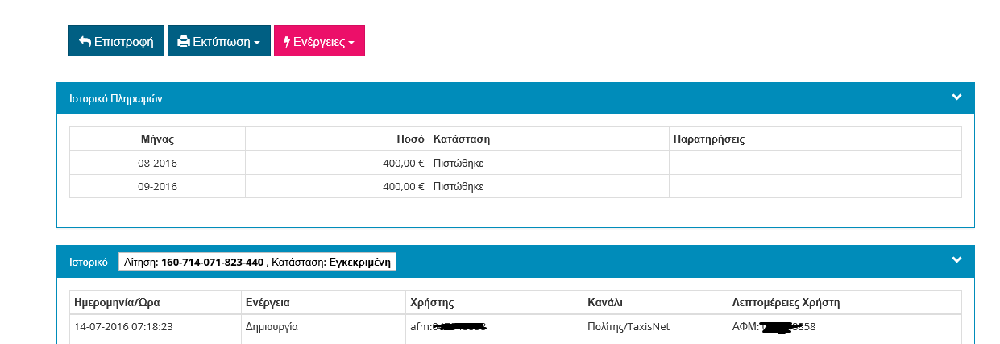 Επιστροφή Εκτύπωση Ενέργειες
Ιστορικό Πληρωμών
Μήνας Ποσό Κατάσταση Παρατηρήσεις
08-2016 400,00 € Πιστώθηκε
09-2016 400,00 € Πιστώθηκε
Ιστορικό Αίτηση: 160-714-071-823-440 , Κατάσταση: Εγκεκριμένη
Ημερομηνία/Ώρα Ενέργεια Χρήστης Κανάλι Λεπτομέρειες Χρήστη
14-07-2016 07:18:23 Δημιουργία afm: Πολίτης/TaxisNet ΑΦΜ: 858